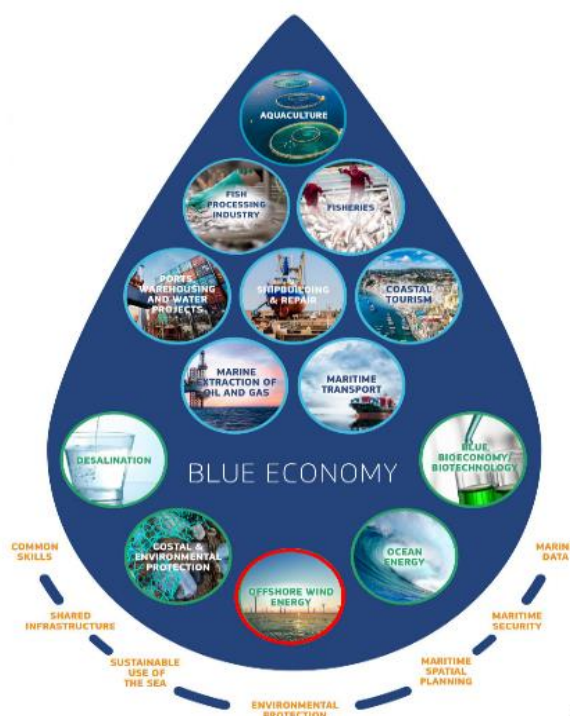 AQUACULTURE
FISH
PROCESSING
INDUSTRY
FISHERIES
PORTS,
WAREHOUSING
AND WATER
PROJECTS
SHIPBUILDING
& REPAIR
COASTAL
TOURISM
MARINE
EXTRACTION OF
OIL AND GAS
MARITIME
TRANSPORT
DESALINATION
BLUE ECONOMY
BLUE
BIOECONOMY/
BIOTECHNOLOGY
COSTAL &
ENVIRONMENTAL
PROTECTION
OFFSHORE WIND
ENERGY
OCEAN
ENERGY
COMMON
SKILLS
SHARED
INFRASTRUCTURE
SUSTAINABLE
USE OF
THE SEA
ENVIRONMENTAL
PROTECTION
MARITIME
SPATIAL
PLANNING
MARITIME
SECURITY
MARIN
DATA